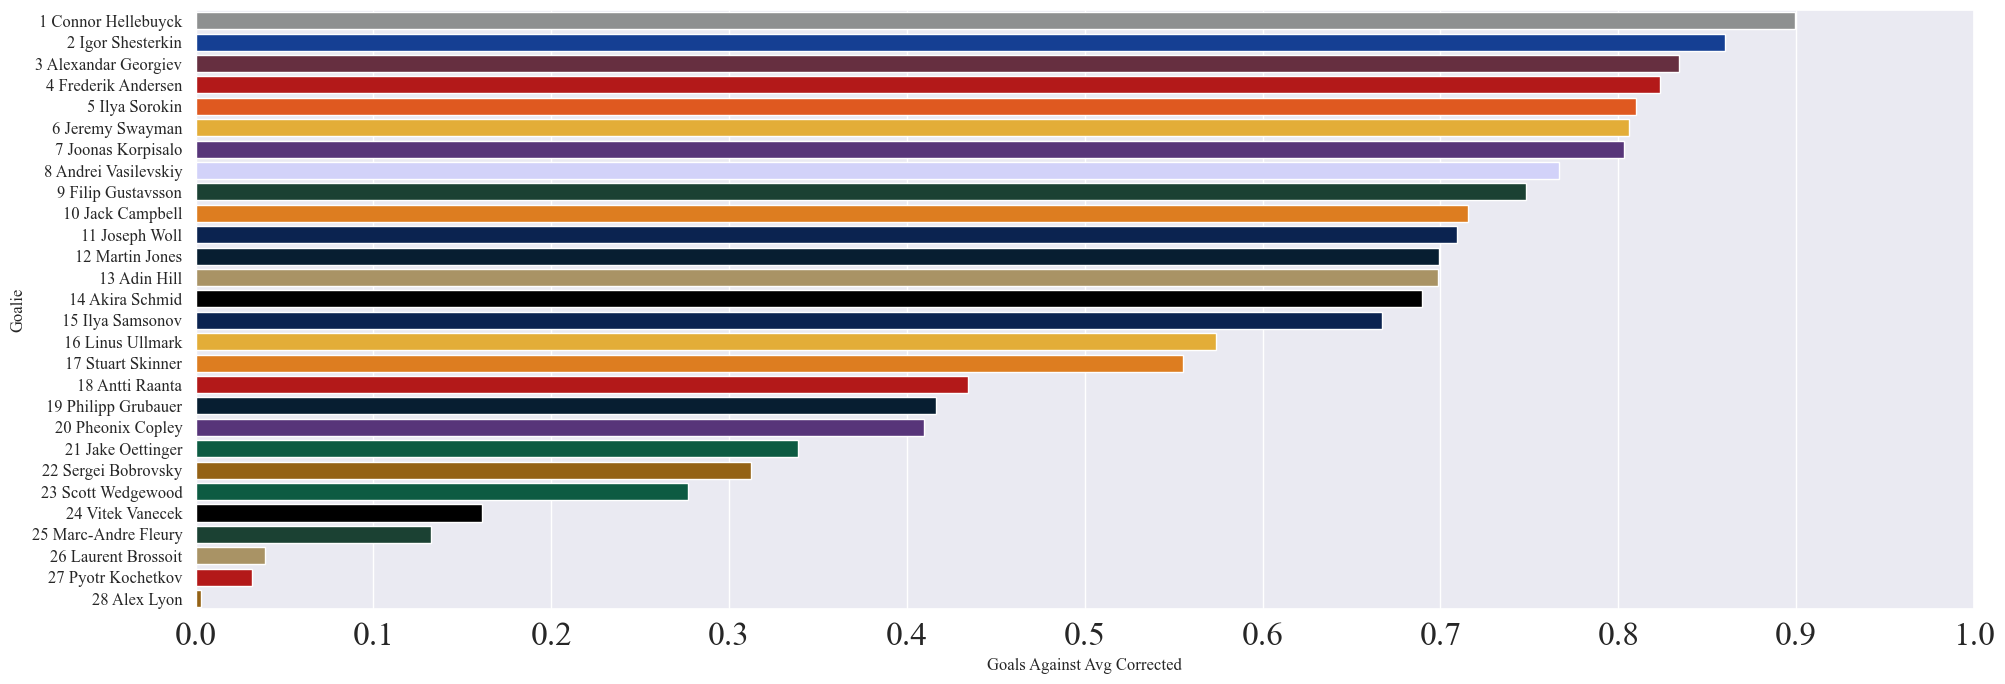 1 Connor Hellebuyck
2 Igor Shesterkin
3 Alexandar Georgiev
4 Frederik Andersen
5 Ilya Sorokin
6 Jeremy Swayman
7 Joonas Korpisalo
8 Andrei Vasilevskiy
9 Filip Gustavsson
10 Jack Campbell
11 Joseph Woll
12 Martin Jones
13 Adin Hill
14 Akira Schmid
15 Ilya Samsonov
16 Linus Ullmark
17 Stuart Skinner
18 Antti Raanta
19 Philipp Grubauer
20 Pheonix Copley
21 Jake Oettinger
22 Sergei Bobrovsky
23 Scott Wedgewood
24 Vitek Vanecek
25 Marc-Andre Fleury
26 Laurent Brossoit
27 Pyotr Kochetkov
28 Alex Lyon
Goalie
0.0 0.1 0.2 0.3 0.4 0.5 0.6 0.7 0.8 0.9 1.0
Goals Against Avg Corrected